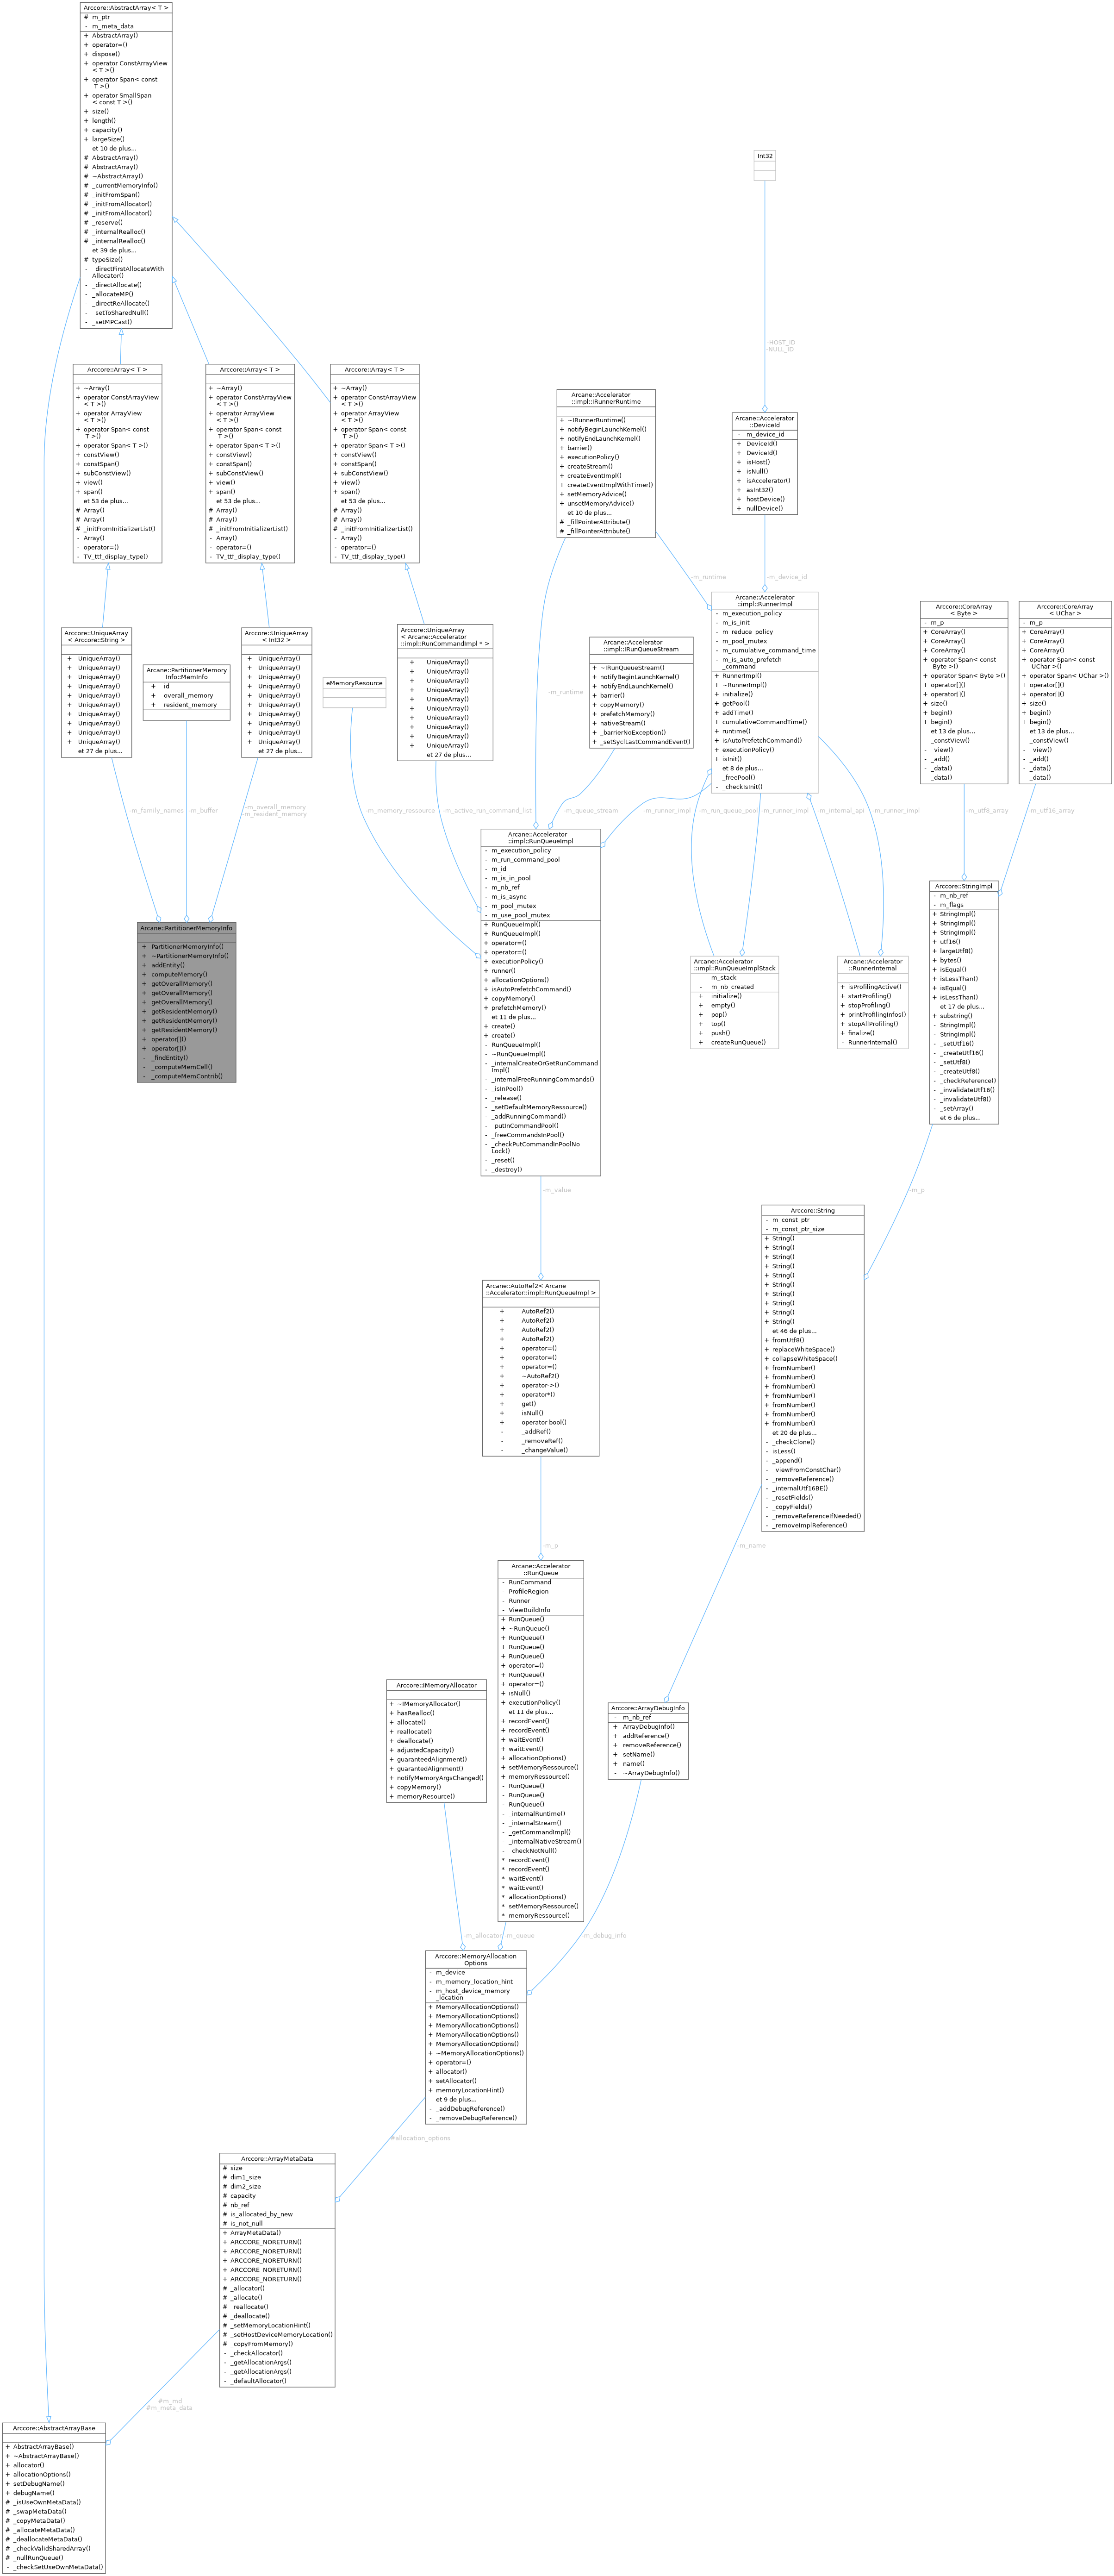 Arccore::AbstractArray< T >
# m_ptr
- m_meta_data
+ AbstractArray()
+ operator=()
+ dispose()
+ operator ConstArrayView
< T >()
+ operator Span< const
T >()
+ operator SmallSpan
< const T >()
+ size()
+ length()
+ capacity()
+ largeSize()
et 10 de plus...
# AbstractArray()
# AbstractArray()
# ~AbstractArray()
# _currentMemoryInfo()
# _initFromSpan()
# _initFromAllocator()
# _initFromAllocator()
# _reserve()
# _internalRealloc()
# _internalRealloc()
et 39 de plus...
# typeSize()
- _directFirstAllocateWith
Allocator()
- _directAllocate()
- _allocateMP()
- _directReAllocate()
- _setToSharedNull()
- _setMPCast()
Int32
-HOST_ID
-NULL_ID
Arccore::Array< T >
+ ~Array()
+ operator ConstArrayView
< T >()
+ operator ArrayView
< T >()
+ operator Span< const
T >()
+ operator Span< T >()
+ constView()
+ constSpan()
+ subConstView()
+ view()
+ span()
et 53 de plus...
# Array()
# Array()
# _initFromInitializerList()
- Array()
- operator=()
- TV_ttf_display_type()
Arccore::Array< T >
+ ~Array()
+ operator ConstArrayView
< T >()
+ operator ArrayView
< T >()
+ operator Span< const
T >()
+ operator Span< T >()
+ constView()
+ constSpan()
+ subConstView()
+ view()
+ span()
et 53 de plus...
# Array()
# Array()
# _initFromInitializerList()
- Array()
- operator=()
- TV_ttf_display_type()
Arccore::Array< T >
+ ~Array()
+ operator ConstArrayView
< T >()
+ operator ArrayView
< T >()
+ operator Span< const
T >()
+ operator Span< T >()
+ constView()
+ constSpan()
+ subConstView()
+ view()
+ span()
et 53 de plus...
# Array()
# Array()
# _initFromInitializerList()
- Array()
- operator=()
- TV_ttf_display_type()
Arcane::Accelerator
::impl::IRunnerRuntime
+ ~IRunnerRuntime()
+ notifyBeginLaunchKernel()
+ notifyEndLaunchKernel()
+ barrier()
+ executionPolicy()
+ createStream()
+ createEventImpl()
+ createEventImplWithTimer()
+ setMemoryAdvice()
+ unsetMemoryAdvice()
et 10 de plus...
# _fillPointerAttribute()
# _fillPointerAttribute()
Arcane::Accelerator
::DeviceId
- m_device_id
+ DeviceId()
+ DeviceId()
+ isHost()
+ isNull()
+ isAccelerator()
+ asInt32()
+ hostDevice()
+ nullDevice()
-m_runtime
-m_device_id
Arccore::UniqueArray
< Arccore::String >
+ UniqueArray()
+ UniqueArray()
+ UniqueArray()
+ UniqueArray()
+ UniqueArray()
+ UniqueArray()
+ UniqueArray()
+ UniqueArray()
+ UniqueArray()
+ UniqueArray()
et 27 de plus...
Arcane::PartitionerMemory
Info::MemInfo
+ id
+ overall_memory
+ resident_memory
Arccore::UniqueArray
< Int32 >
+ UniqueArray()
+ UniqueArray()
+ UniqueArray()
+ UniqueArray()
+ UniqueArray()
+ UniqueArray()
+ UniqueArray()
+ UniqueArray()
+ UniqueArray()
+ UniqueArray()
et 27 de plus...
eMemoryResource
Arccore::UniqueArray
< Arcane::Accelerator
::impl::RunCommandImpl * >
+ UniqueArray()
+ UniqueArray()
+ UniqueArray()
+ UniqueArray()
+ UniqueArray()
+ UniqueArray()
+ UniqueArray()
+ UniqueArray()
+ UniqueArray()
+ UniqueArray()
et 27 de plus...
-m_runtime
Arcane::Accelerator
::impl::IRunQueueStream
+ ~IRunQueueStream()
+ notifyBeginLaunchKernel()
+ notifyEndLaunchKernel()
+ barrier()
+ copyMemory()
+ prefetchMemory()
+ nativeStream()
+ _barrierNoException()
+ _setSyclLastCommandEvent()
Arcane::Accelerator
::impl::RunnerImpl
- m_execution_policy
- m_is_init
- m_reduce_policy
- m_pool_mutex
- m_cumulative_command_time
- m_is_auto_prefetch
_command
+ RunnerImpl()
+ ~RunnerImpl()
+ initialize()
+ getPool()
+ addTime()
+ cumulativeCommandTime()
+ runtime()
+ isAutoPrefetchCommand()
+ executionPolicy()
+ isInit()
et 8 de plus...
- _freePool()
- _checkIsInit()
Arccore::CoreArray
< Byte >
- m_p
+ CoreArray()
+ CoreArray()
+ CoreArray()
+ operator Span< const
Byte >()
+ operator Span< Byte >()
+ operator[]()
+ operator[]()
+ size()
+ begin()
+ begin()
et 13 de plus...
- _constView()
- _view()
- _add()
- _data()
- _data()
Arccore::CoreArray
< UChar >
- m_p
+ CoreArray()
+ CoreArray()
+ CoreArray()
+ operator Span< const
UChar >()
+ operator Span< UChar >()
+ operator[]()
+ operator[]()
+ size()
+ begin()
+ begin()
et 13 de plus...
- _constView()
- _view()
- _add()
- _data()
- _data()
-m_family_names
-m_buffer
-m_overall_memory
-m_resident_memory
-m_memory_ressource
-m_active_run_command_list
-m_queue_stream
-m_runner_impl
-m_run_queue_pool
-m_runner_impl
-m_internal_api
-m_runner_impl
-m_utf8_array
-m_utf16_array
Arcane::PartitionerMemoryInfo
+ PartitionerMemoryInfo()
+ ~PartitionerMemoryInfo()
+ addEntity()
+ computeMemory()
+ getOverallMemory()
+ getOverallMemory()
+ getOverallMemory()
+ getResidentMemory()
+ getResidentMemory()
+ getResidentMemory()
+ operator[]()
+ operator[]()
- _findEntity()
- _computeMemCell()
- _computeMemContrib()
Arcane::Accelerator
::impl::RunQueueImpl
- m_execution_policy
- m_run_command_pool
- m_id
- m_is_in_pool
- m_nb_ref
- m_is_async
- m_pool_mutex
- m_use_pool_mutex
+ RunQueueImpl()
+ RunQueueImpl()
+ operator=()
+ operator=()
+ executionPolicy()
+ runner()
+ allocationOptions()
+ isAutoPrefetchCommand()
+ copyMemory()
+ prefetchMemory()
et 11 de plus...
+ create()
+ create()
- RunQueueImpl()
- ~RunQueueImpl()
- _internalCreateOrGetRunCommand
Impl()
- _internalFreeRunningCommands()
- _isInPool()
- _release()
- _setDefaultMemoryRessource()
- _addRunningCommand()
- _putInCommandPool()
- _freeCommandsInPool()
- _checkPutCommandInPoolNo
Lock()
- _reset()
- _destroy()
Arcane::Accelerator
::impl::RunQueueImplStack
- m_stack
- m_nb_created
+ initialize()
+ empty()
+ pop()
+ top()
+ push()
+ createRunQueue()
Arcane::Accelerator
::RunnerInternal
+ isProfilingActive()
+ startProfiling()
+ stopProfiling()
+ printProfilingInfos()
+ stopAllProfiling()
+ finalize()
- RunnerInternal()
Arccore::StringImpl
- m_nb_ref
- m_flags
+ StringImpl()
+ StringImpl()
+ StringImpl()
+ utf16()
+ largeUtf8()
+ bytes()
+ isEqual()
+ isLessThan()
+ isEqual()
+ isLessThan()
et 17 de plus...
+ substring()
- StringImpl()
- StringImpl()
- _setUtf16()
- _createUtf16()
- _setUtf8()
- _createUtf8()
- _checkReference()
- _invalidateUtf16()
- _invalidateUtf8()
- _setArray()
et 6 de plus...
-m_value
-m_p
Arccore::String
- m_const_ptr
- m_const_ptr_size
+ String()
+ String()
+ String()
+ String()
+ String()
+ String()
+ String()
+ String()
+ String()
+ String()
et 46 de plus...
+ fromUtf8()
+ replaceWhiteSpace()
+ collapseWhiteSpace()
+ fromNumber()
+ fromNumber()
+ fromNumber()
+ fromNumber()
+ fromNumber()
+ fromNumber()
+ fromNumber()
et 20 de plus...
- _checkClone()
- isLess()
- _append()
- _viewFromConstChar()
- _removeReference()
- _internalUtf16BE()
- _resetFields()
- _copyFields()
- _removeReferenceIfNeeded()
- _removeImplReference()
Arcane::AutoRef2< Arcane
::Accelerator::impl::RunQueueImpl >
+ AutoRef2()
+ AutoRef2()
+ AutoRef2()
+ AutoRef2()
+ operator=()
+ operator=()
+ operator=()
+ ~AutoRef2()
+ operator->()
+ operator*()
+ get()
+ isNull()
+ operator bool()
- _addRef()
- _removeRef()
- _changeValue()
-m_p
-m_name
Arcane::Accelerator
::RunQueue
- RunCommand
- ProfileRegion
- Runner
- ViewBuildInfo
+ RunQueue()
+ ~RunQueue()
+ RunQueue()
+ RunQueue()
+ RunQueue()
+ operator=()
+ RunQueue()
+ operator=()
+ isNull()
+ executionPolicy()
et 11 de plus...
+ recordEvent()
+ recordEvent()
+ waitEvent()
+ waitEvent()
+ allocationOptions()
+ setMemoryRessource()
+ memoryRessource()
- RunQueue()
- RunQueue()
- RunQueue()
- _internalRuntime()
- _internalStream()
- _getCommandImpl()
- _internalNativeStream()
- _checkNotNull()
* recordEvent()
* recordEvent()
* waitEvent()
* waitEvent()
* allocationOptions()
* setMemoryRessource()
* memoryRessource()
Arccore::IMemoryAllocator
+ ~IMemoryAllocator()
+ hasRealloc()
+ allocate()
+ reallocate()
+ deallocate()
+ adjustedCapacity()
+ guaranteedAlignment()
+ guarantedAlignment()
+ notifyMemoryArgsChanged()
+ copyMemory()
+ memoryResource()
Arccore::ArrayDebugInfo
- m_nb_ref
+ ArrayDebugInfo()
+ addReference()
+ removeReference()
+ setName()
+ name()
- ~ArrayDebugInfo()
-m_allocator
-m_queue
-m_debug_info
Arccore::MemoryAllocation
Options
- m_device
- m_memory_location_hint
- m_host_device_memory
_location
+ MemoryAllocationOptions()
+ MemoryAllocationOptions()
+ MemoryAllocationOptions()
+ MemoryAllocationOptions()
+ MemoryAllocationOptions()
+ ~MemoryAllocationOptions()
+ operator=()
+ allocator()
+ setAllocator()
+ memoryLocationHint()
et 9 de plus...
- _addDebugReference()
- _removeDebugReference()
#allocation_options
Arccore::ArrayMetaData
# size
# dim1_size
# dim2_size
# capacity
# nb_ref
# is_allocated_by_new
# is_not_null
+ ArrayMetaData()
+ ARCCORE_NORETURN()
+ ARCCORE_NORETURN()
+ ARCCORE_NORETURN()
+ ARCCORE_NORETURN()
+ ARCCORE_NORETURN()
# _allocator()
# _allocate()
# _reallocate()
# _deallocate()
# _setMemoryLocationHint()
# _setHostDeviceMemoryLocation()
# _copyFromMemory()
- _checkAllocator()
- _getAllocationArgs()
- _getAllocationArgs()
- _defaultAllocator()
#m_md
#m_meta_data
Arccore::AbstractArrayBase
+ AbstractArrayBase()
+ ~AbstractArrayBase()
+ allocator()
+ allocationOptions()
+ setDebugName()
+ debugName()
# _isUseOwnMetaData()
# _swapMetaData()
# _copyMetaData()
# _allocateMetaData()
# _deallocateMetaData()
# _checkValidSharedArray()
# _nullRunQueue()
- _checkSetUseOwnMetaData()